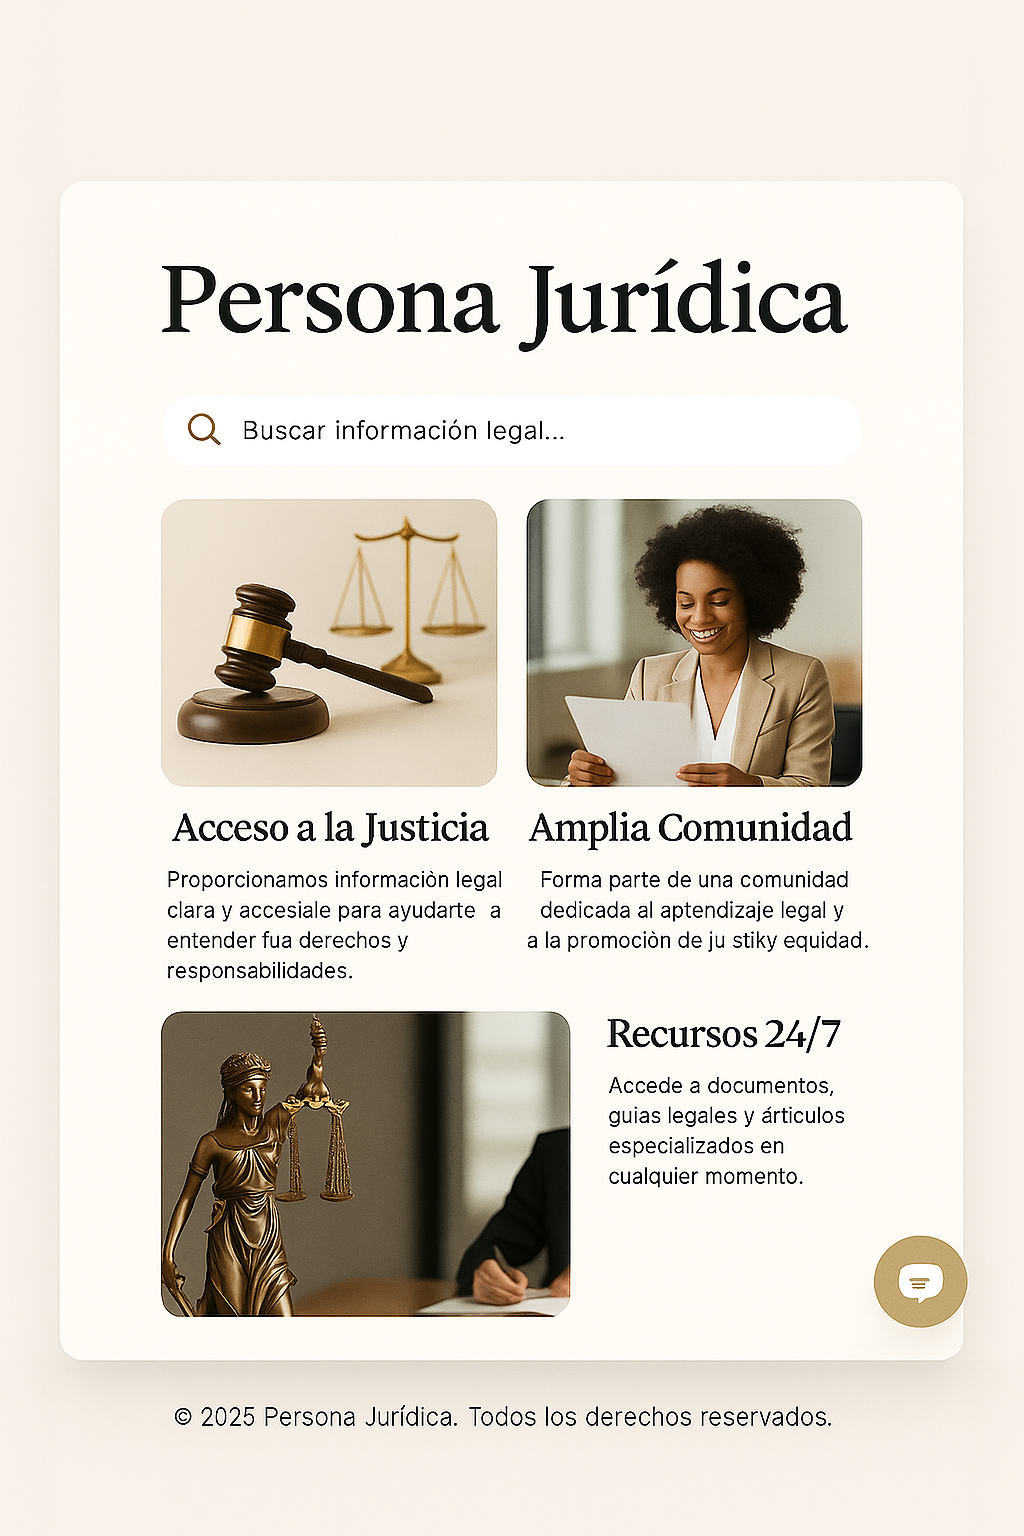 Persona Jurídica
Buscar información legal...
Acceso a la Justicia
Proporcionamos informaciòn legal
clara y accesiale para ayudarte a
entender fua derechos y
responsabilidades.
Amplia Comunidad
Forma parte de una comunidad
dedicada al aptendizaje legal y
a la promociòn de ju stiky equidad.
Recursos 24/7
Accede a documentos,
guias legales y árticulos
especializados en
cualquier momento.
© 2025 Persona Jurídica. Todos los derechos reservados.